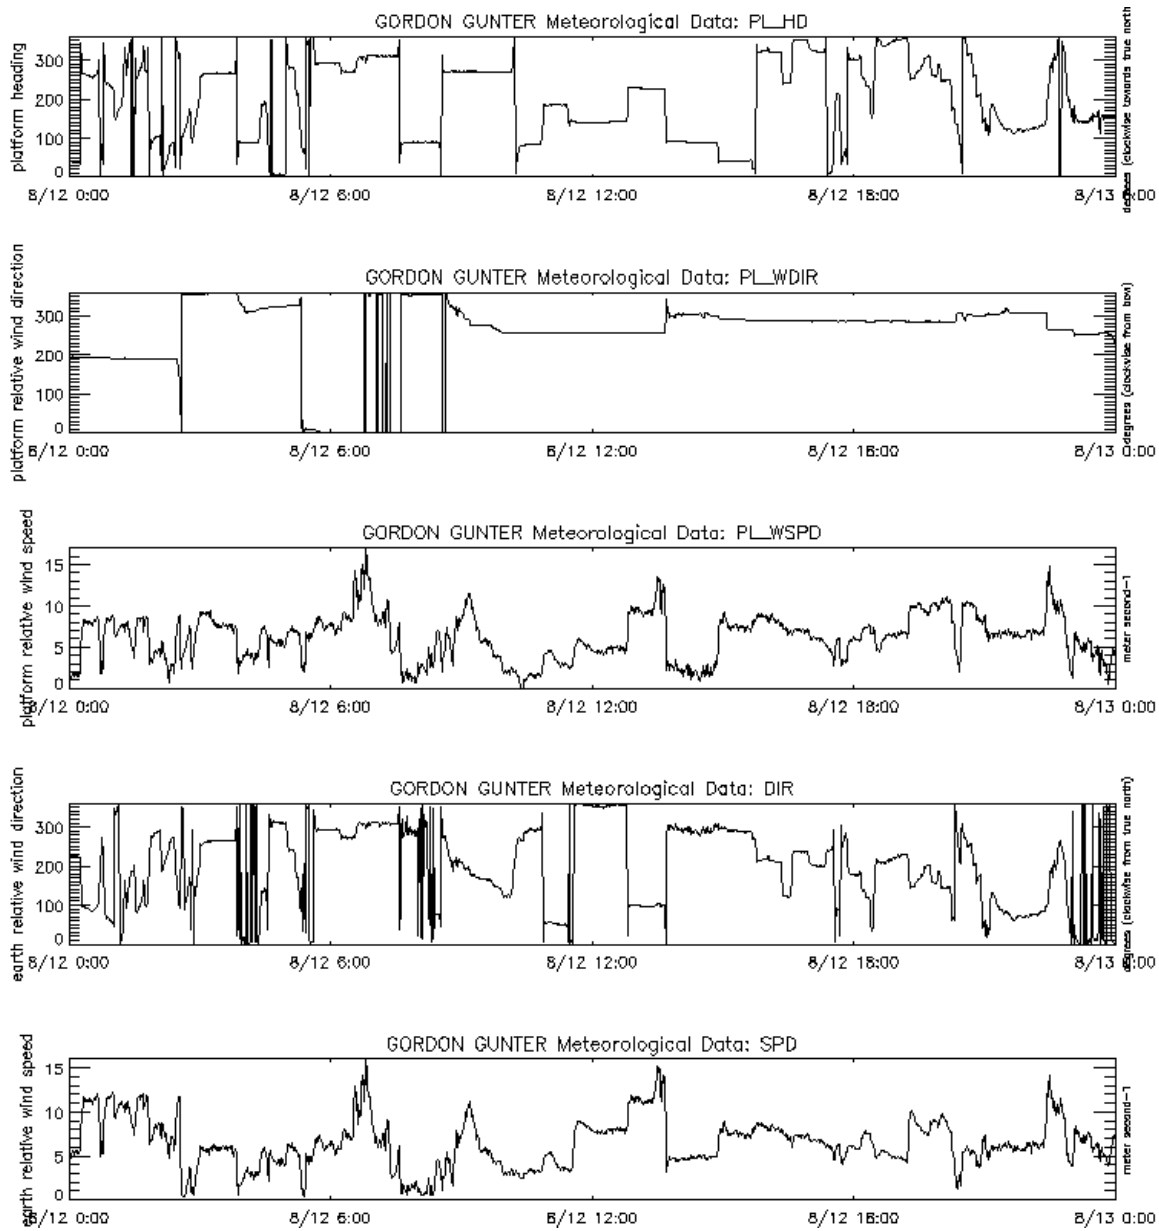 GORDON GUNTER Meteorological Data: PL_HD
platform heading
300
200
100
0
degrees (clockwise towards true north
8/12 0:00 8/12 6:00 8/12 12:00 8/12 18:00 8/13 0:00
GORDON GUNTER Meteorological Data: PL_WDIR
platform relative wind direction
300
200
100
0
degrees (clockwise from bow)
8/12 0:00 8/12 6:00 8/12 12:00 8/12 18:00 8/13 0:00
GORDON GUNTER Meteorological Data: PL_WSPD
platform relative wind speed
15
10
5
0
meter second-1
8/12 0:00 8/12 6:00 8/12 12:00 8/12 18:00 8/13 0:00
GORDON GUNTER Meteorological Data: DIR
earth relative wind direction
300
200
100
0
degrees (clockwise from true north)
8/12 0:00 8/12 6:00 8/12 12:00 8/12 18:00 8/13 0:00
GORDON GUNTER Meteorological Data: SPD
earth relative wind speed
15
10
5
0
meter second-1
8/12 0:00 8/12 6:00 8/12 12:00 8/12 18:00 8/13 0:00